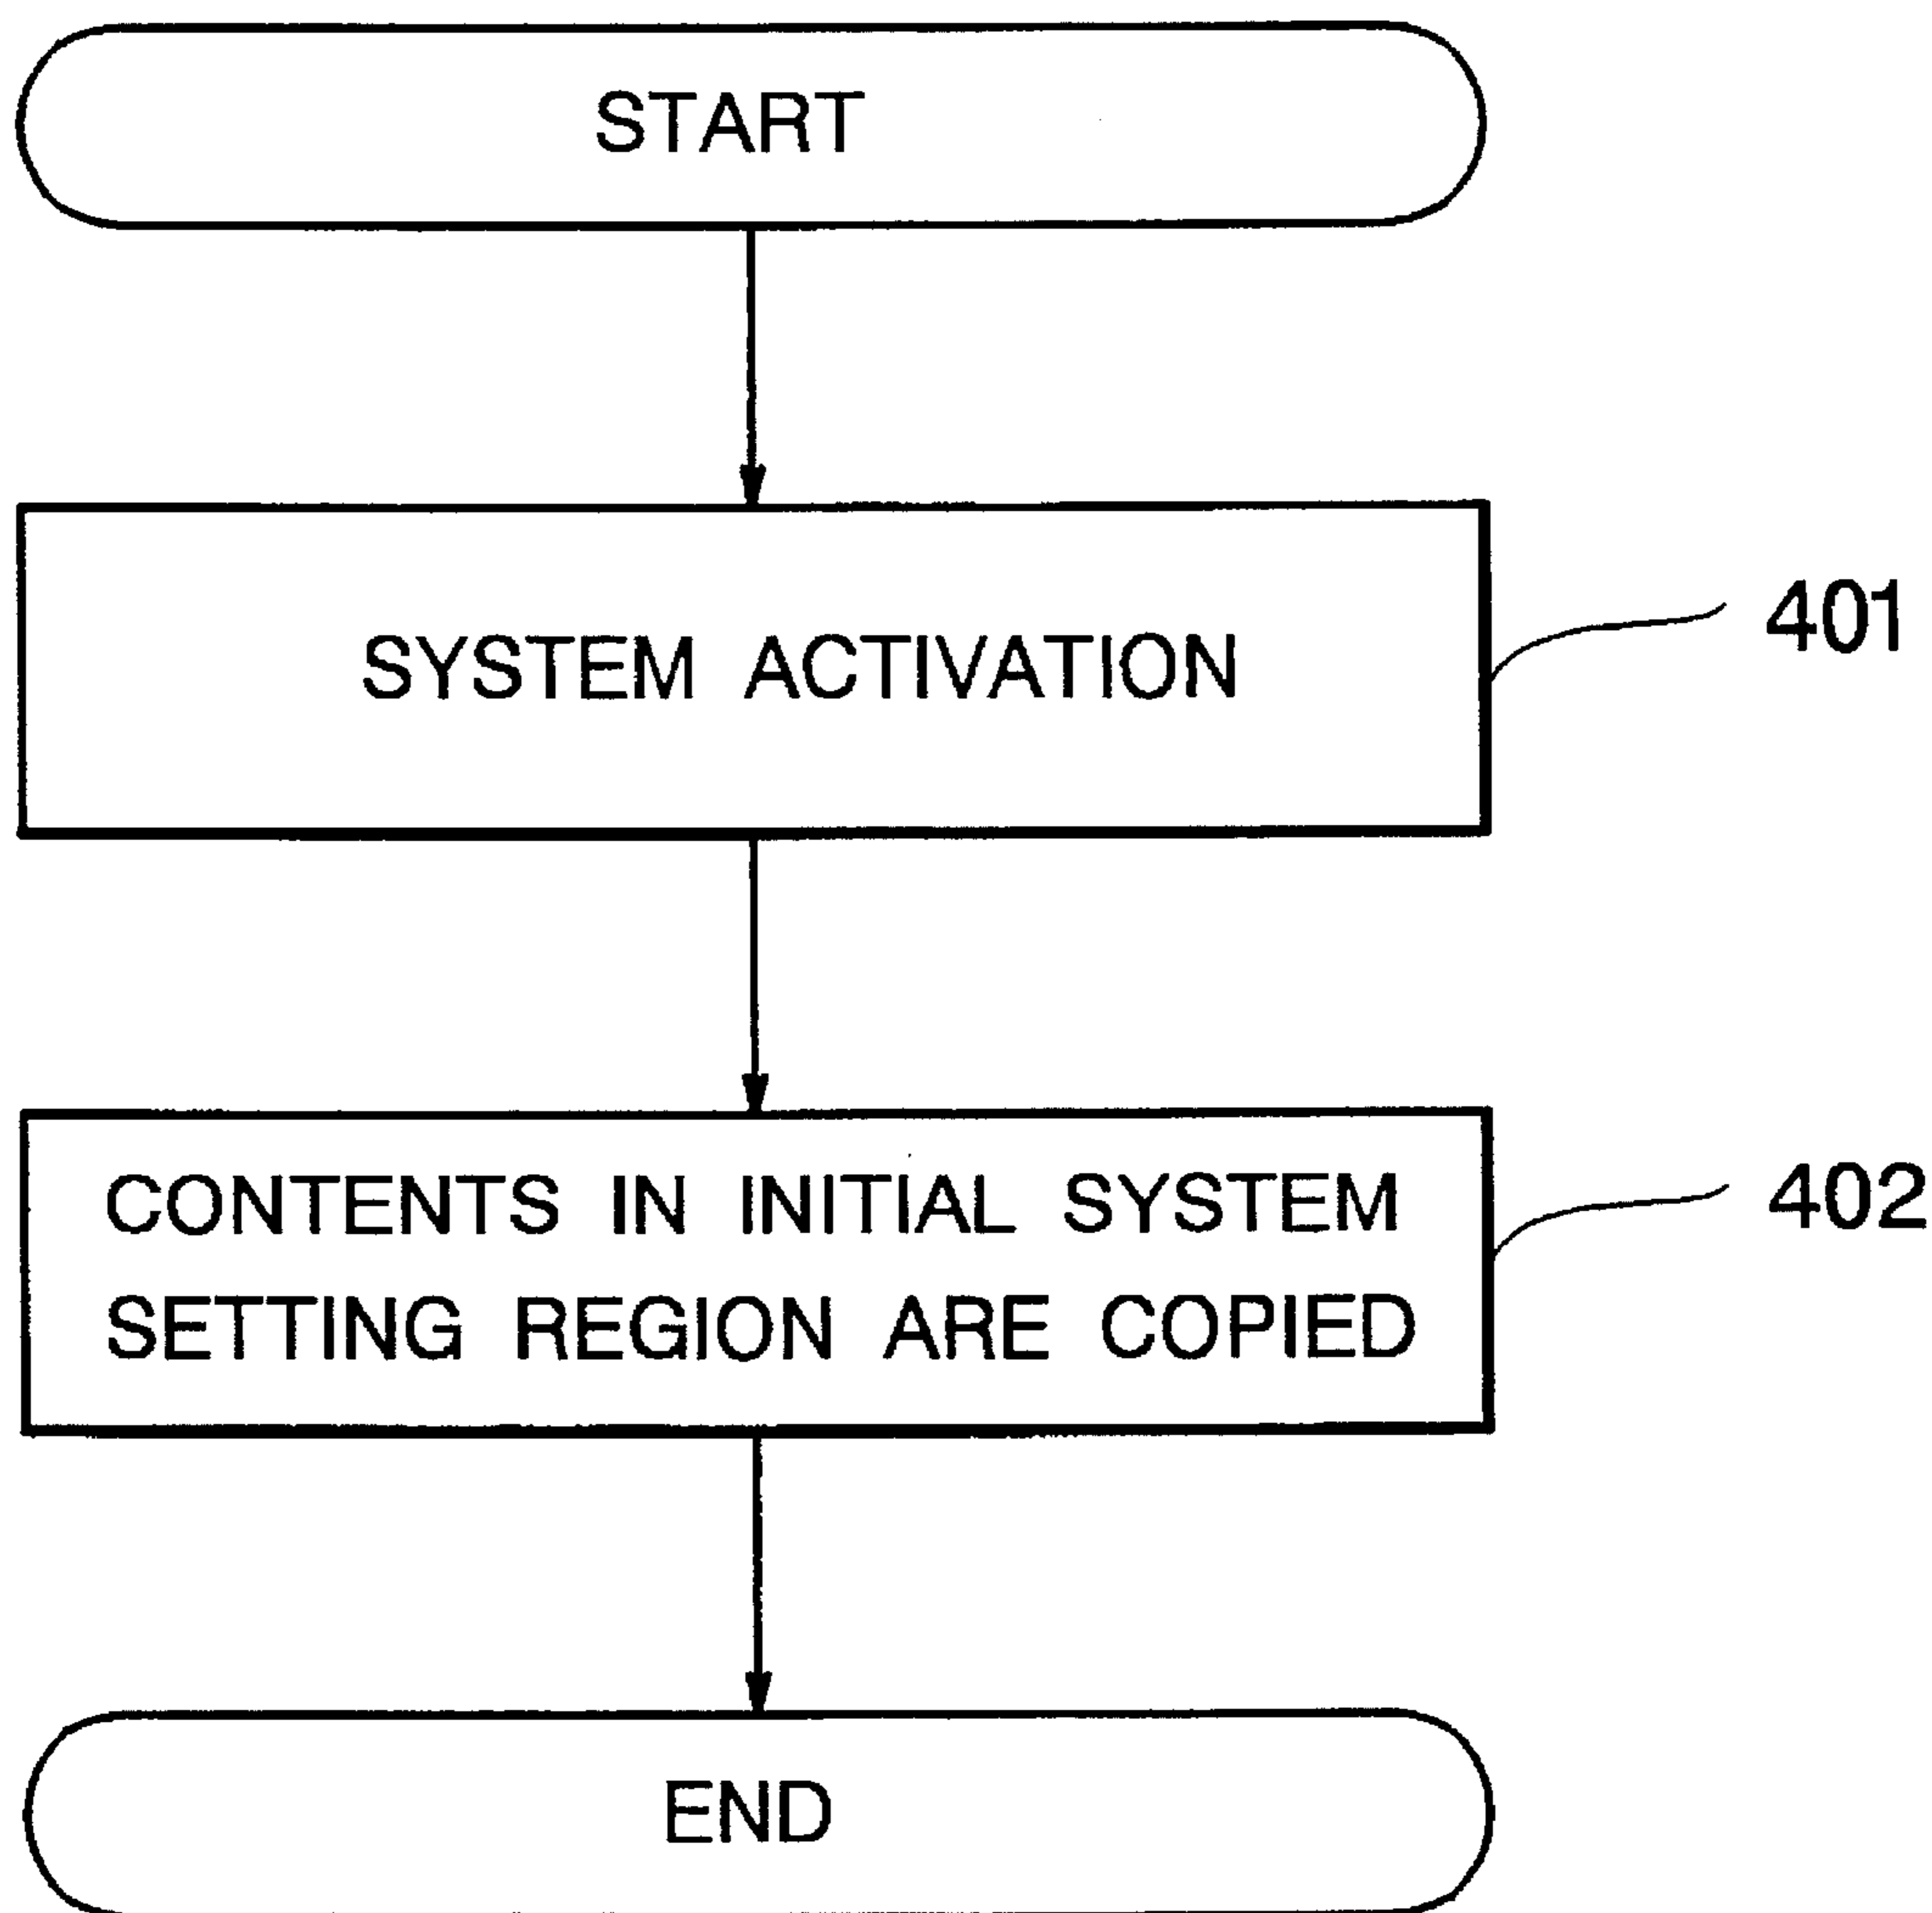 START
SYSTEM ACTIVATION
401
CONTENTS IN INITIAL SYSTEM
SETTING REGION ARE COPIED
402
END